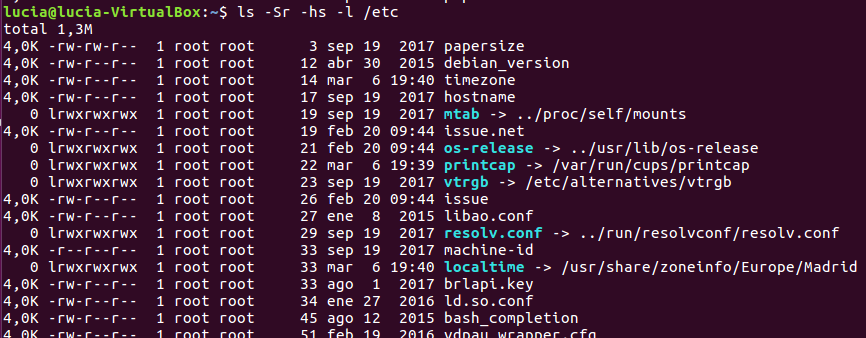 lucia@lucia-VirtualBox:~$ ls -Sr -hs -l /etc
total 1,3M
4,0K -rw-rw-r--  1 root root     3 sep 19  2017 papersize
4,0K -rw-r--r--  1 root root    12 abr 30  2015 debian_version
4,0K -rw-r--r--  1 root root    14 mar  6 19:40 timezone
4,0K -rw-r--r--  1 root root    17 sep 19  2017 hostname
   0 lrwxrwxrwx  1 root root    19 sep 19  2017 mtab -> ../proc/self/mounts
4,0K -rw-r--r--  1 root root    19 feb 20 09:44 issue.net
   0 lrwxrwxrwx  1 root root    21 feb 20 09:44 os-release -> ../usr/lib/os-release
   0 lrwxrwxrwx  1 root root    22 mar  6 19:39 printcap -> /var/run/cups/printcap
   0 lrwxrwxrwx  1 root root    23 sep 19  2017 vtrgb -> /etc/alternatives/vtrgb
4,0K -rw-r--r--  1 root root    26 feb 20 09:44 issue
4,0K -rw-r--r--  1 root root    27 ene  8  2015 libao.conf
   0 lrwxrwxrwx  1 root root    29 sep 19  2017 resolv.conf -> ../run/resolvconf/resolv.conf
4,0K -r--r--r--  1 root root    33 sep 19  2017 machine-id
   0 lrwxrwxrwx  1 root root    33 mar  6 19:40 localtime -> /usr/share/zoneinfo/Europe/Madrid
4,0K -rw-r--r--  1 root root    33 ago  1  2017 brlapi.key
4,0K -rw-r--r--  1 root root    34 ene 27  2016 ld.so.conf
4,0K -rw-r--r--  1 root root    45 ago 12  2015 bash_completion
4,0K -rw-r--r--  1 root root    51 feb 19  2016 vdpau_wrapper.cfg